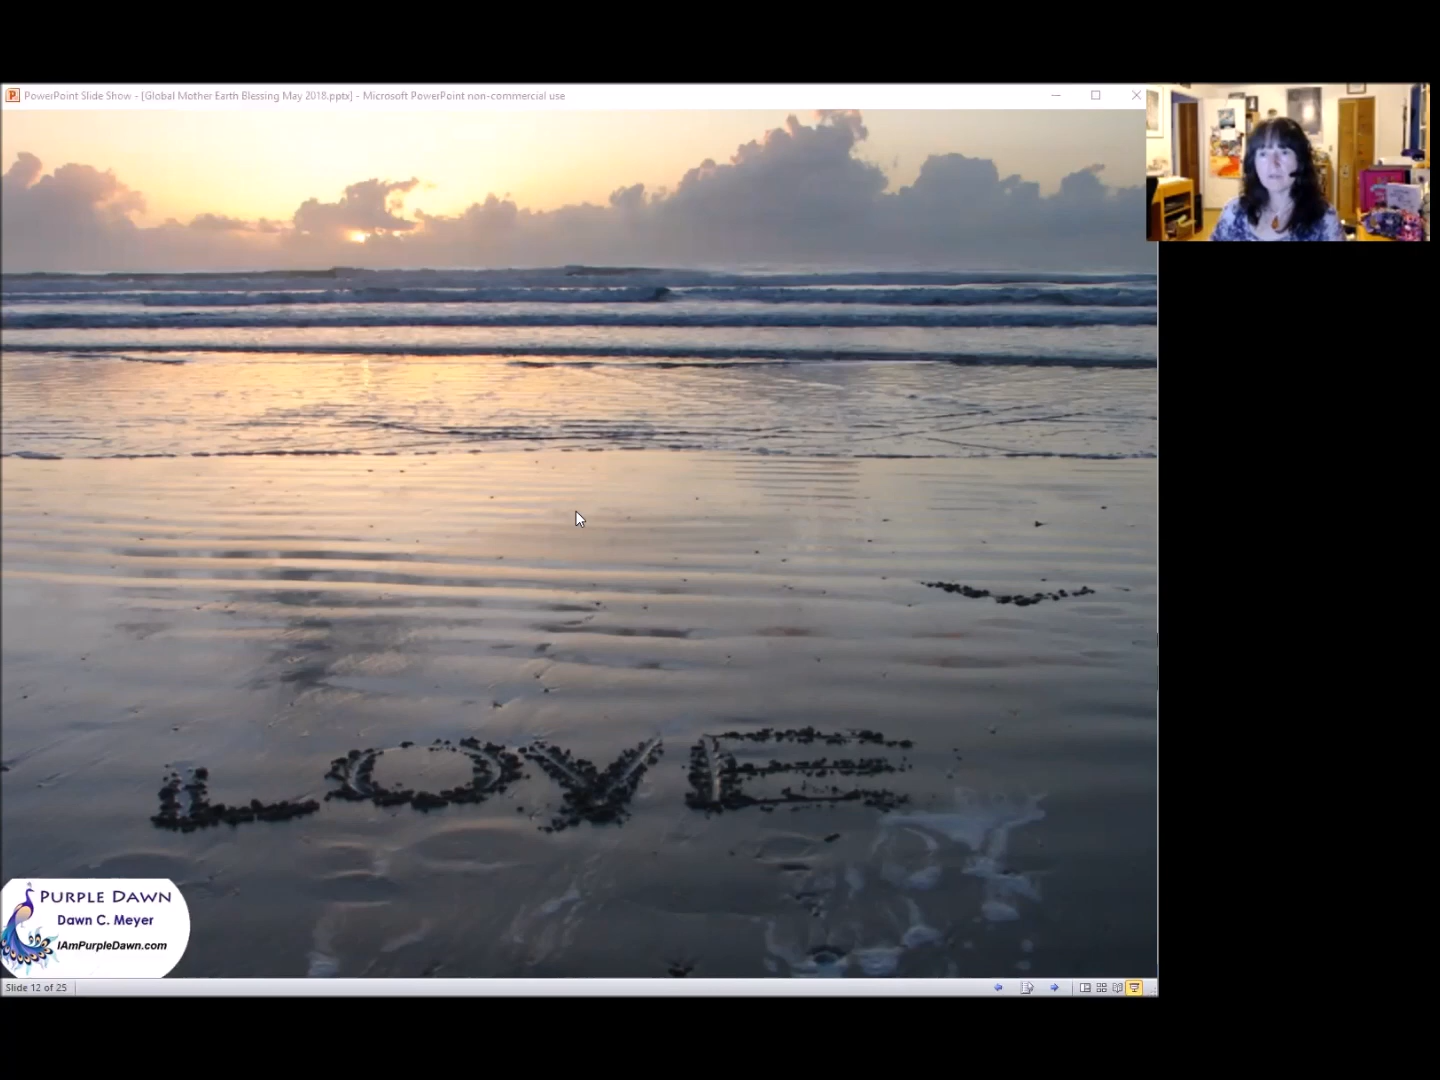 PowerPoint Slide Show - [Global Mother Earth Blessing May 2018.pptx] - Microsoft PowerPoint non-commercial use
LOVE
PURPLE DAWN
Dawn C. Meyer
IAmPurpleDawn.com
Slide 12 of 25